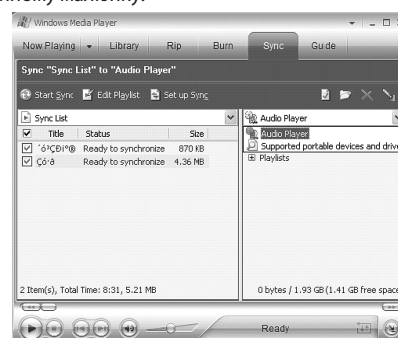 Windows Media Player
Now Playing Library Rip Burn Sync Guide
Sync "Sync List" to "Audio Player"
Start Sync Edit Playlist Set up Sync
Sync List Audio Player
Title Status Size
Ready to synchronize 870 KB
Çó·ð Ready to synchronize 4.36 MB
Audio Player
Supported portable devices and drive
Playlists
2 Item(s), Total Time: 8:31, 5.21 MB 0 bytes / 1.93 GB (1.41 GB free space
Ready